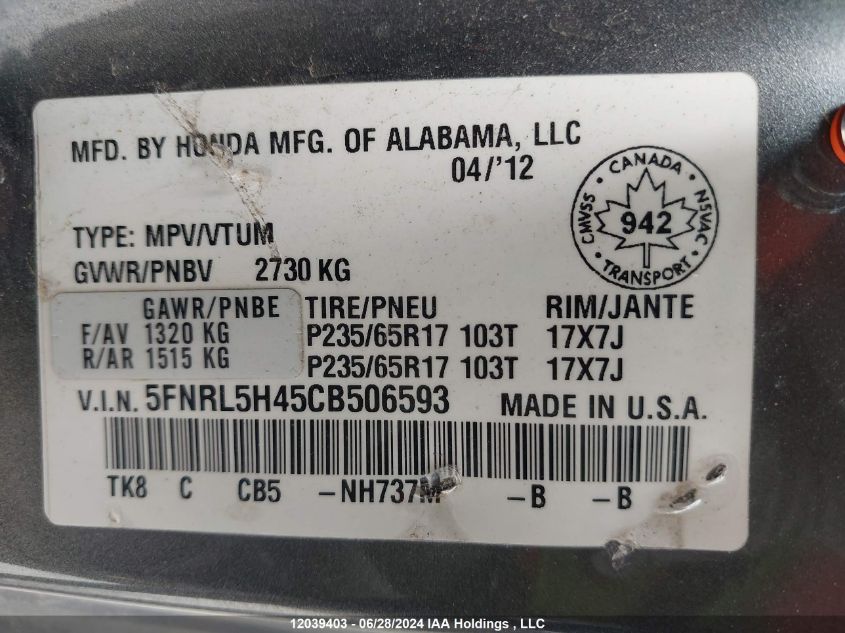 MFD. BY HONDA MFG. OF ALABAMA, LLC
04/'12
CANADA
CMVSS 942 NSVAC
TRANSPORT
TYPE: MPV/VTUM
GVWR/PNBV 2730 KG
GAWR/PNBE TIRE/PNEU RIM/JANTE
F/AV 1320 KG P235/65R17 103T 17X7J
R/AR 1515 KG P235/65R17 103T 17X7J
V.I.N. 5FNRL5H45CB506593 MADE IN U.S.A.
TK8 C CB5 -NH737M -B -B
12039403 - 06/28/2024 IAA Holdings , LLC